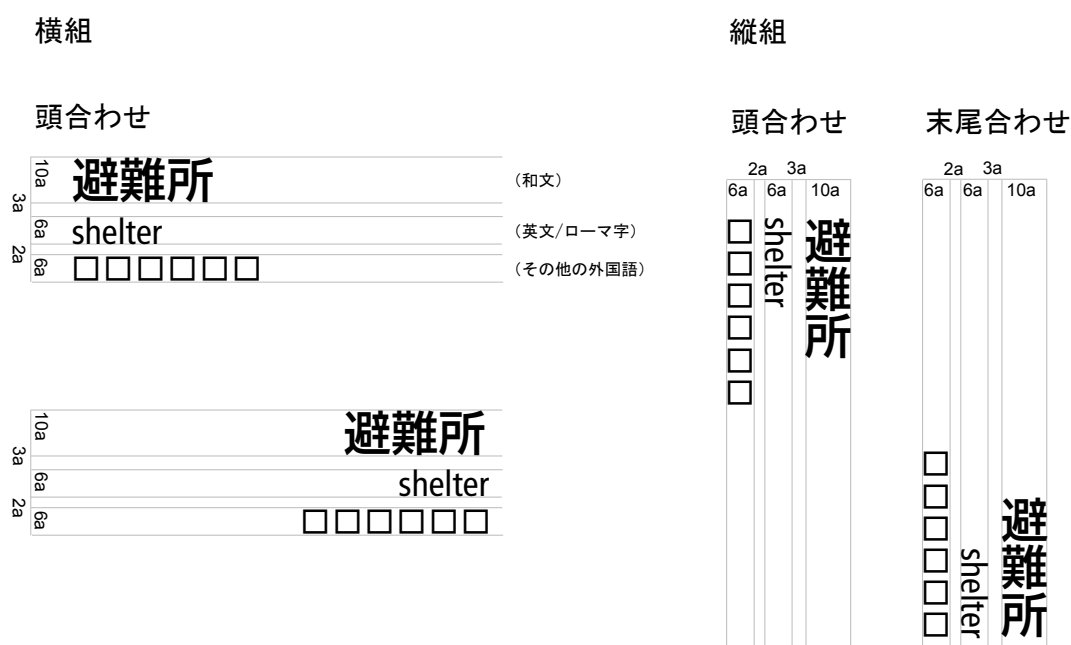 横組
頭合わせ
10a
避難所
(和文)
3a
6a
shelter
(英文/ローマ字)
2a
6a
□□□□□□
(その他の外国語)
10a
避難所
3a
6a
shelter
2a
6a
□□□□□□
縦組
頭合わせ
2a 3a
6a 6a 10a
避難所
shelter
□□□□□□
末尾合わせ
2a 3a
6a 6a 10a
避難所
shelter
□□□□□□